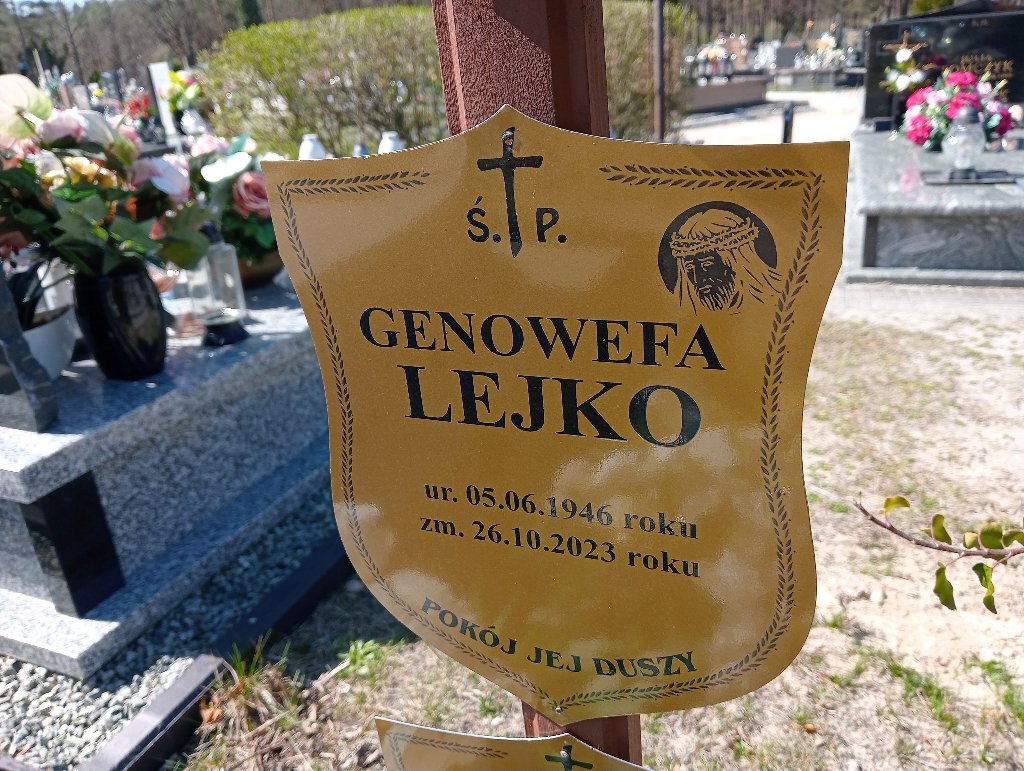 Ś. P.
GENOWEFA
LEJKO
ur. 05.06.1946 roku
zm. 26.10.2023 roku
POKÓJ JEJ DUSZY